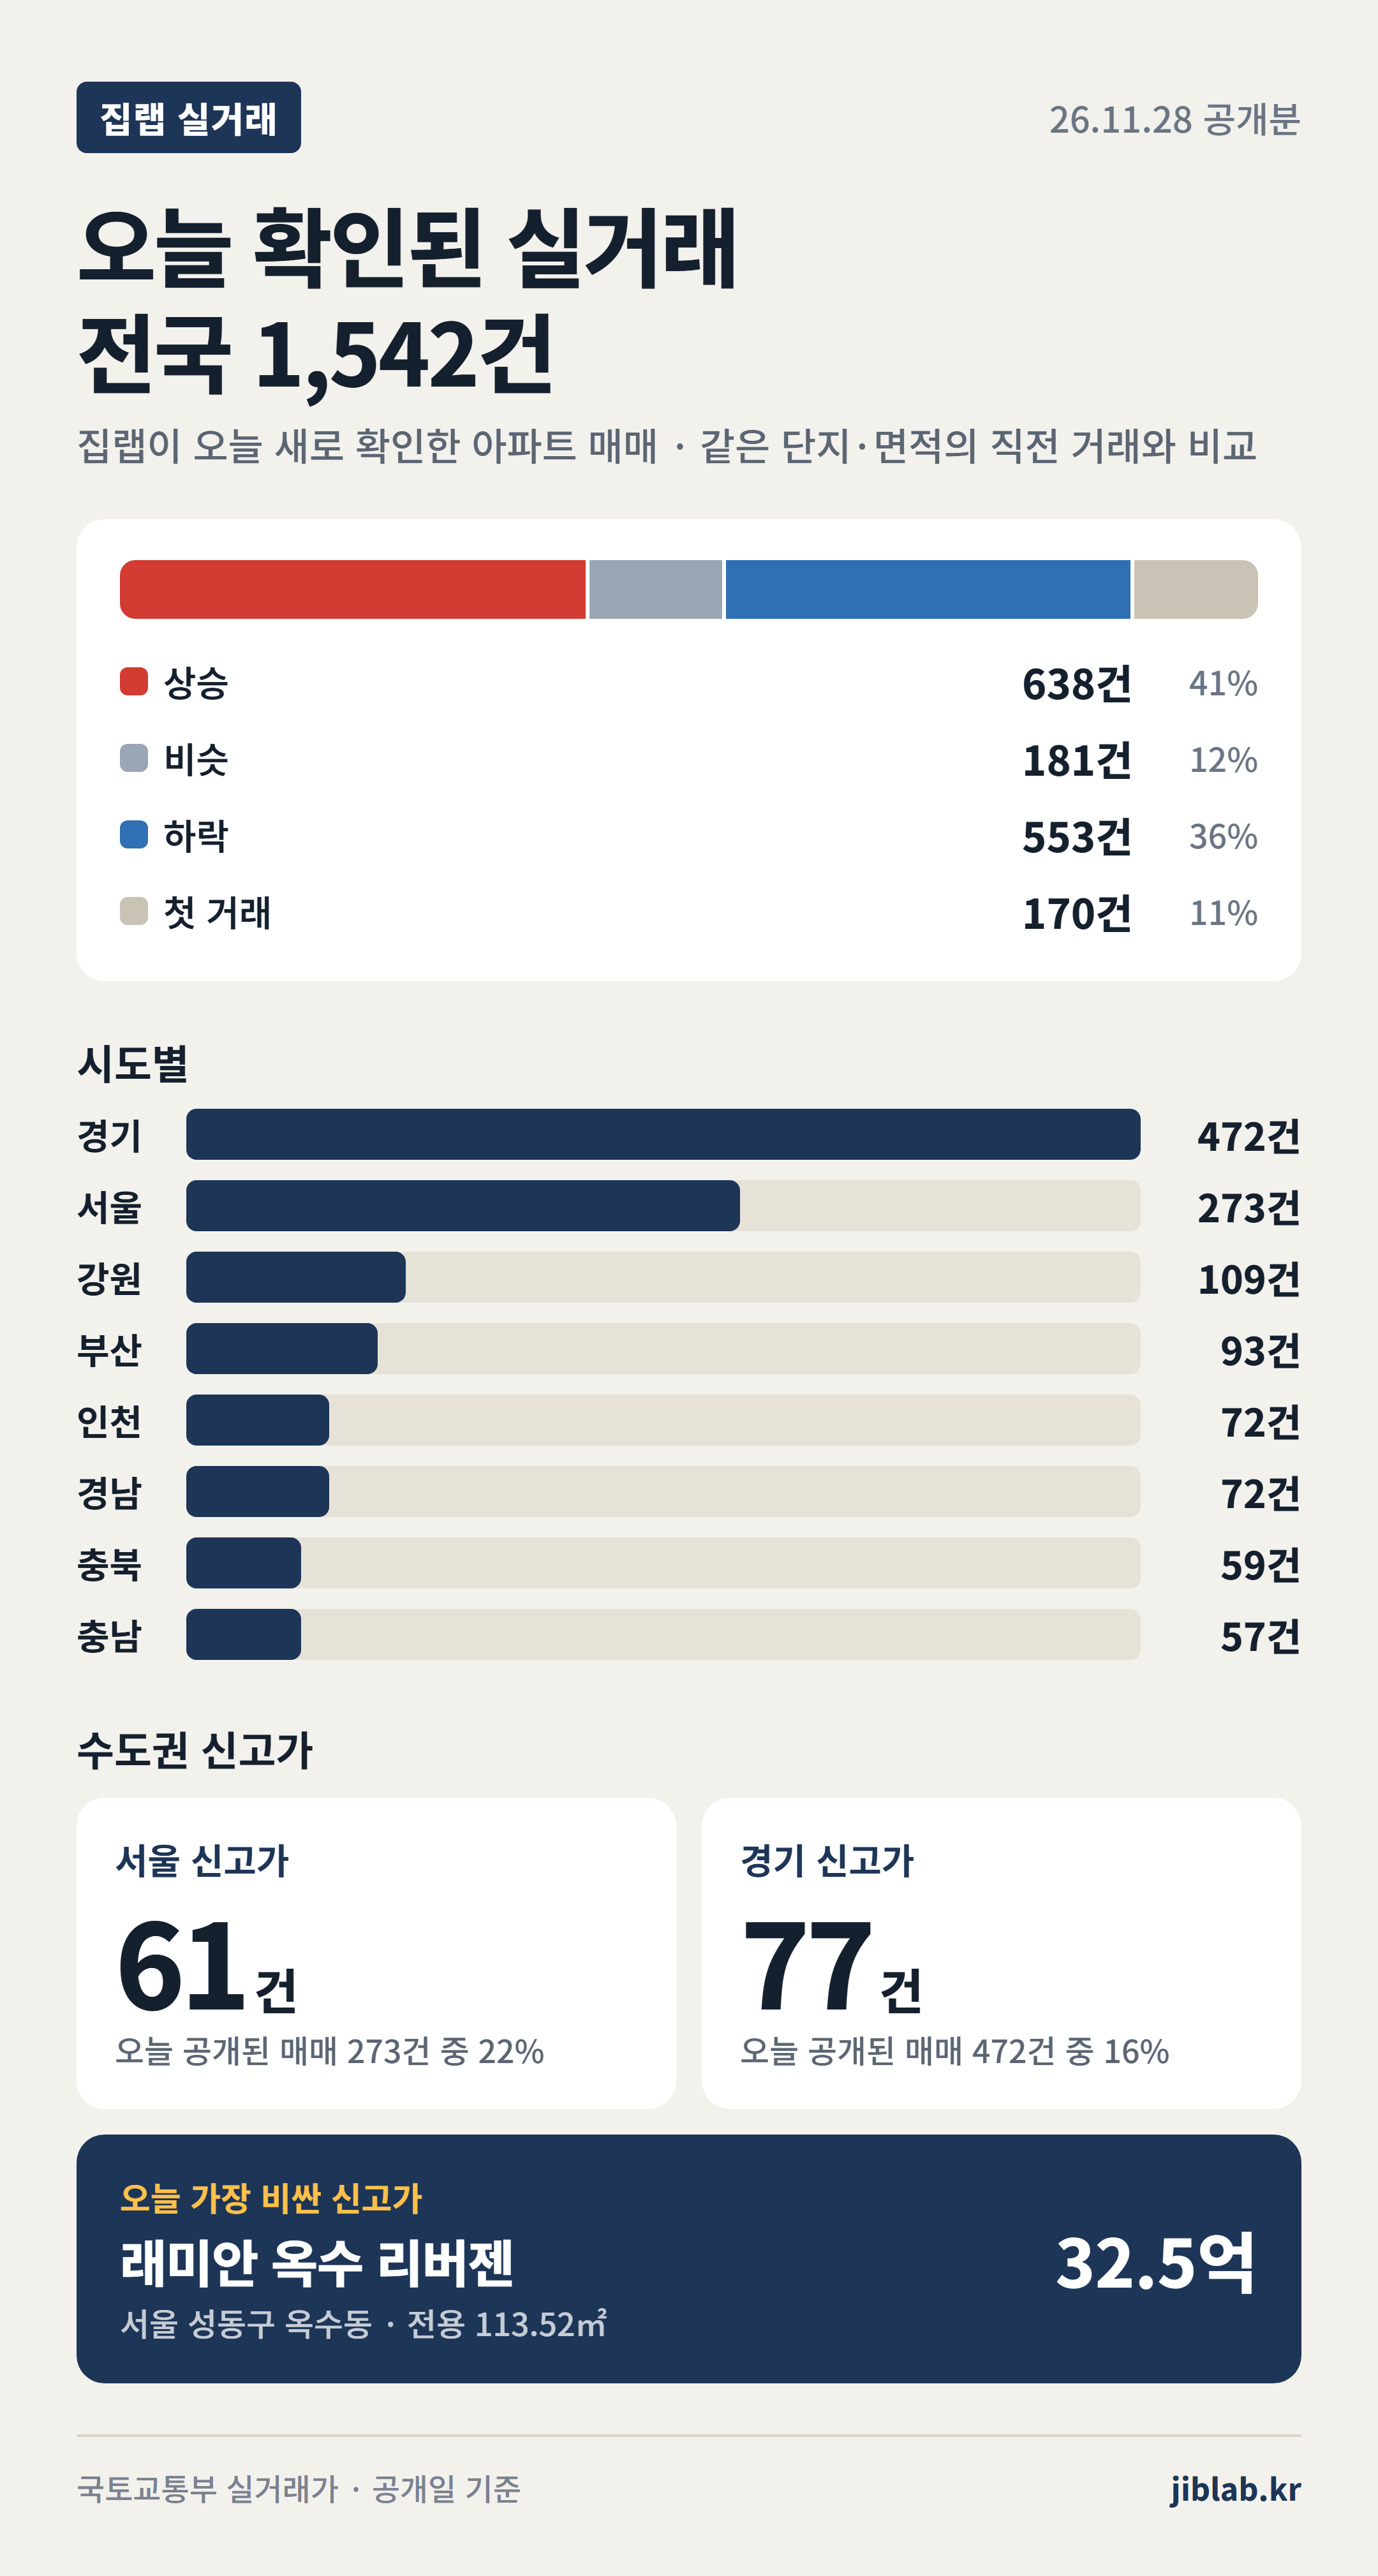 집랩 실거래
26.11.28 공개분
오늘 확인된 실거래
전국 1,542건
집랩이 오늘 새로 확인한 아파트 매매 · 같은 단지·면적의 직전 거래와 비교
상승 638건 41%
비슷 181건 12%
하락 553건 36%
첫 거래 170건 11%
시도별
경기 472건
서울 273건
강원 109건
부산 93건
인천 72건
경남 72건
충북 59건
충남 57건
수도권 신고가
서울 신고가
61건
오늘 공개된 매매 273건 중 22%
경기 신고가
77건
오늘 공개된 매매 472건 중 16%
오늘 가장 비싼 신고가
래미안 옥수 리버젠
32.5억
서울 성동구 옥수동 · 전용 113.52㎡
국토교통부 실거래가 · 공개일 기준
jiblab.kr